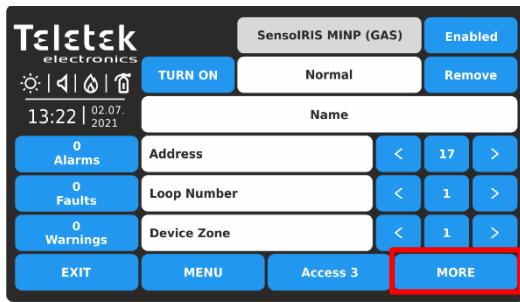 Teletek
electronics
SensoIRIS MINP (GAS)
Enabled
TURN ON
Normal
Remove
13:22
02.07.
2021
Name
0
Alarms
Address
<
17
>
0
Faults
Loop Number
<
1
>
0
Warnings
Device Zone
<
1
>
EXIT
MENU
Access 3
MORE